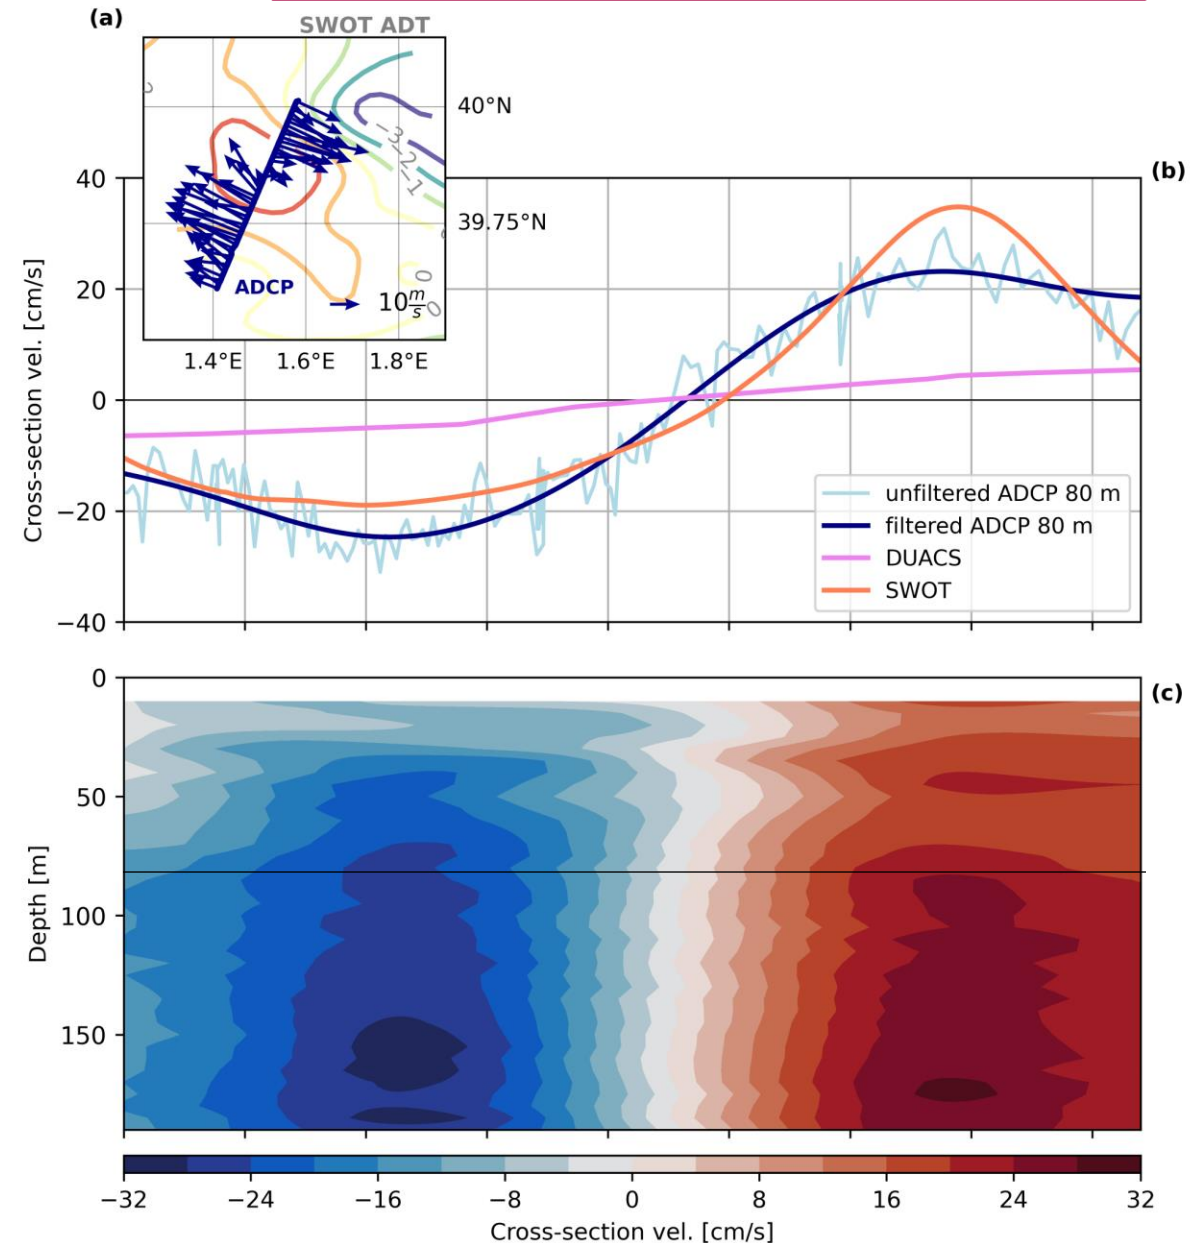 (a)
SWOT ADT
40°N
39.75°N
ADCP
10 m/s
1.4°E 1.6°E 1.8°E
2
−3
−2
−1
0
0
(b)
40
20
0
−20
−40
Cross-section vel. [cm/s]
unfiltered ADCP 80 m
filtered ADCP 80 m
DUACS
SWOT
(c)
0
50
100
150
Depth [m]
−32 −24 −16 −8 0 8 16 24 32
Cross-section vel. [cm/s]